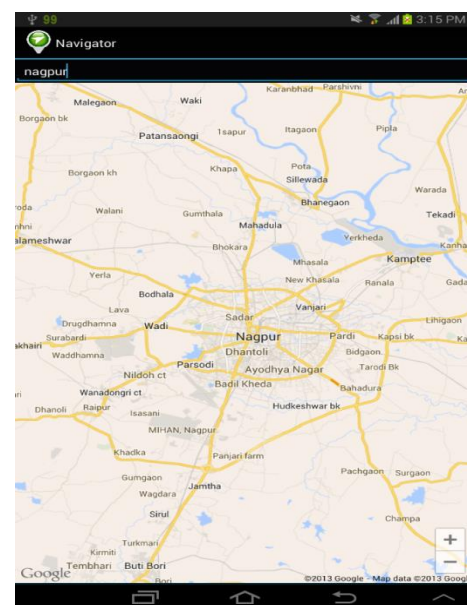 99 3:15 PM
Navigator
nagpur
Karanbhad Parshivni
Malegaon Waki
Borgaon bk
Patansaongi 1sapur Itagaon Pipla
Khapa Pota
Borgaon kh Sillewada
Warada
Walani Gumthala Bhanegaon Tekadi
Mahadula
alameshwar Bhokara Yerkheda Kanha
Mhasala Kamptee
Yerla New Khasala Ranala Gada
Bodhala
Lava Vanjari
Drugdhamna Sadar Lihigaon
Wadi
Surabardi Nagpur Pardi Kapsi bk
akhairi
Waddhamna Dhantoli Bidgaon
Parsodi Ayodhya Nagar Tarodi Bk
Nildoh ct
Badil Kheda Bahadura
Wanadongri ct
Dhanoli Raipur Isasani Hudkeshwar bk
MIHAN, Nagpur
Khadka Panjari farm
Gumgaon Pachgaon Surgaon
Wagdara Jamtha
Sirul Champa
Turkmari
Kirmiti
+
−
Google Tembhari Buti Bori
Bori ©2013 Google - Map data ©2013 Googl